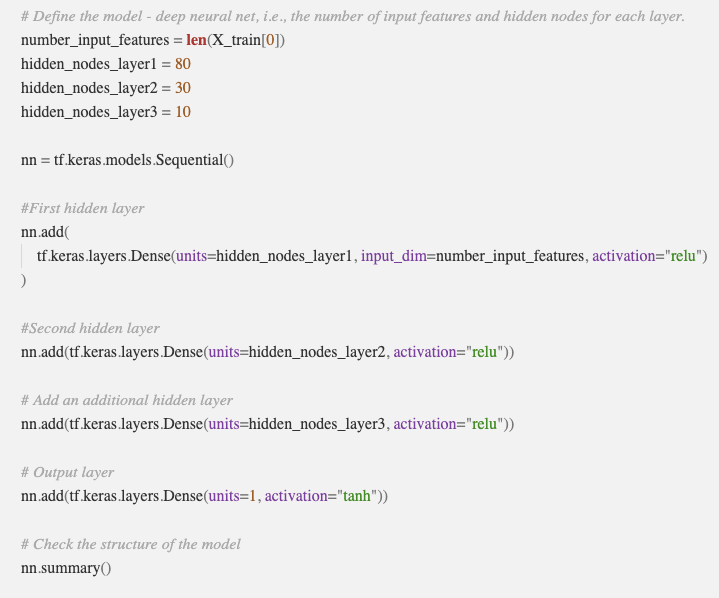 # Define the model - deep neural net, i.e., the number of input features and hidden nodes for each layer.
number_input_features = len(X_train[0])
hidden_nodes_layer1 = 80
hidden_nodes_layer2 = 30
hidden_nodes_layer3 = 10
nn = tf.keras.models.Sequential()
#First hidden layer
nn.add(
tf.keras.layers.Dense(units=hidden_nodes_layer1, input_dim=number_input_features, activation="relu")
)
#Second hidden layer
nn.add(tf.keras.layers.Dense(units=hidden_nodes_layer2, activation="relu"))
# Add an additional hidden layer
nn.add(tf.keras.layers.Dense(units=hidden_nodes_layer3, activation="relu"))
# Output layer
nn.add(tf.keras.layers.Dense(units=1, activation="tanh"))
# Check the structure of the model
nn.summary()